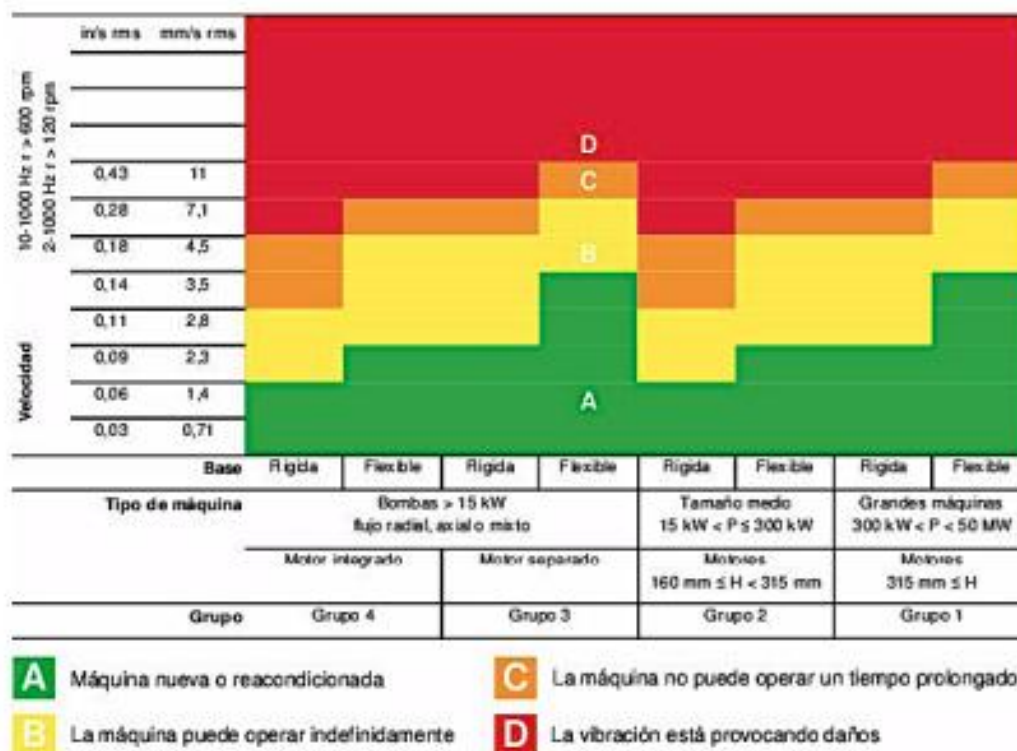 in/s rms mm/s rms
10-1000 Hz r > 600 rpm
2-1000 Hz r > 120 rpm
Velocidad
D
0,43 11
C
0,28 7,1
0,18 4,5
B
0,14 3,5
0,11 2,8
0,09 2,3
0,06 1,4
A
0,03 0,71
Base Rígida Flexible Rígida Flexible Rígida Flexible Rígida Flexible
Tipo de máquina Bombas > 15 kW Tamaño medio Grandes máquinas
flujo radial, axial o mixto 15 kW < P ≤ 300 kW 300 kW < P < 50 MW
Motor integrado Motor separado Motores Motores
160 mm ≤ H < 315 mm 315 mm ≤ H
Grupo Grupo 4 Grupo 3 Grupo 2 Grupo 1
A Máquina nueva o reacondicionada C La máquina no puede operar un tiempo prolongado
B La máquina puede operar indefinidamente D La vibración está provocando daños